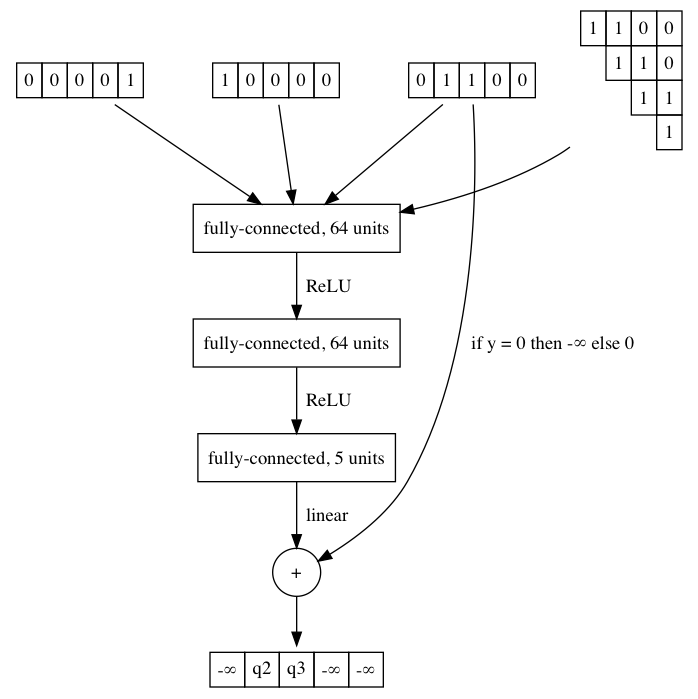 1 1 0 0
0 0 0 0 1
1 0 0 0 0
0 1 1 0 0
1 1 0
1 1
1
fully-connected, 64 units
ReLU
fully-connected, 64 units
if y = 0 then -∞ else 0
ReLU
fully-connected, 5 units
linear
+
-∞ q2 q3 -∞ -∞